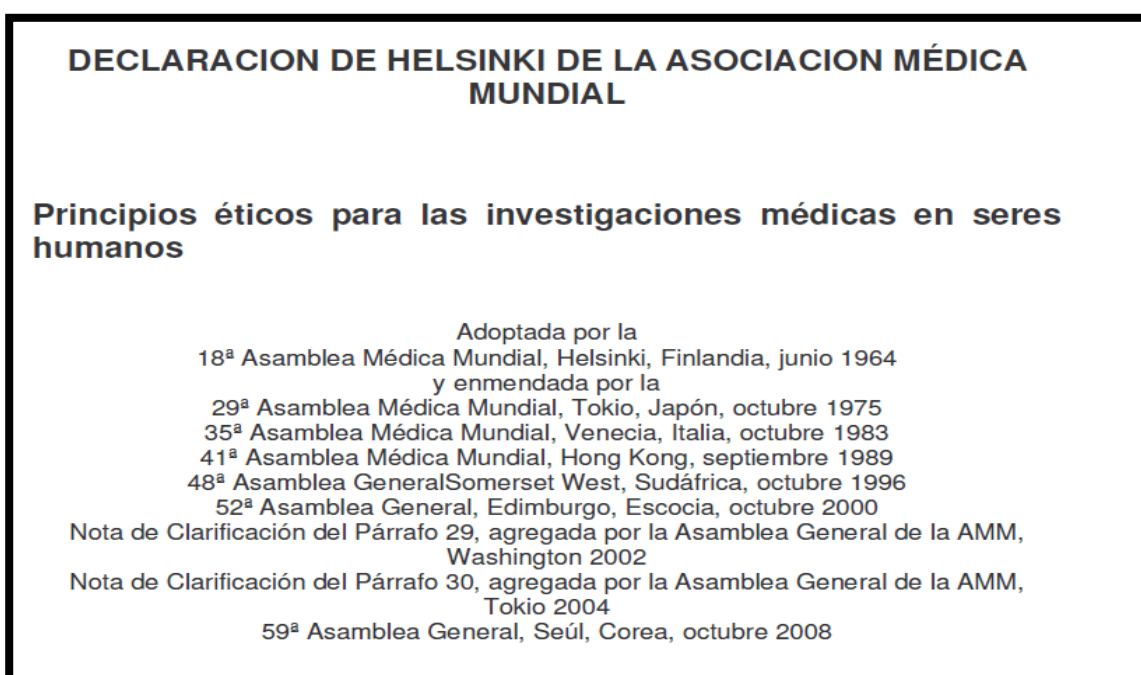 DECLARACION DE HELSINKI DE LA ASOCIACION MÉDICA
MUNDIAL
Principios éticos para las investigaciones médicas en seres
humanos
Adoptada por la
18ª Asamblea Médica Mundial, Helsinki, Finlandia, junio 1964
y enmendada por la
29ª Asamblea Médica Mundial, Tokio, Japón, octubre 1975
35ª Asamblea Médica Mundial, Venecia, Italia, octubre 1983
41ª Asamblea Médica Mundial, Hong Kong, septiembre 1989
48ª Asamblea GeneralSomerset West, Sudáfrica, octubre 1996
52ª Asamblea General, Edimburgo, Escocia, octubre 2000
Nota de Clarificación del Párrafo 29, agregada por la Asamblea General de la AMM,
Washington 2002
Nota de Clarificación del Párrafo 30, agregada por la Asamblea General de la AMM,
Tokio 2004
59ª Asamblea General, Seúl, Corea, octubre 2008